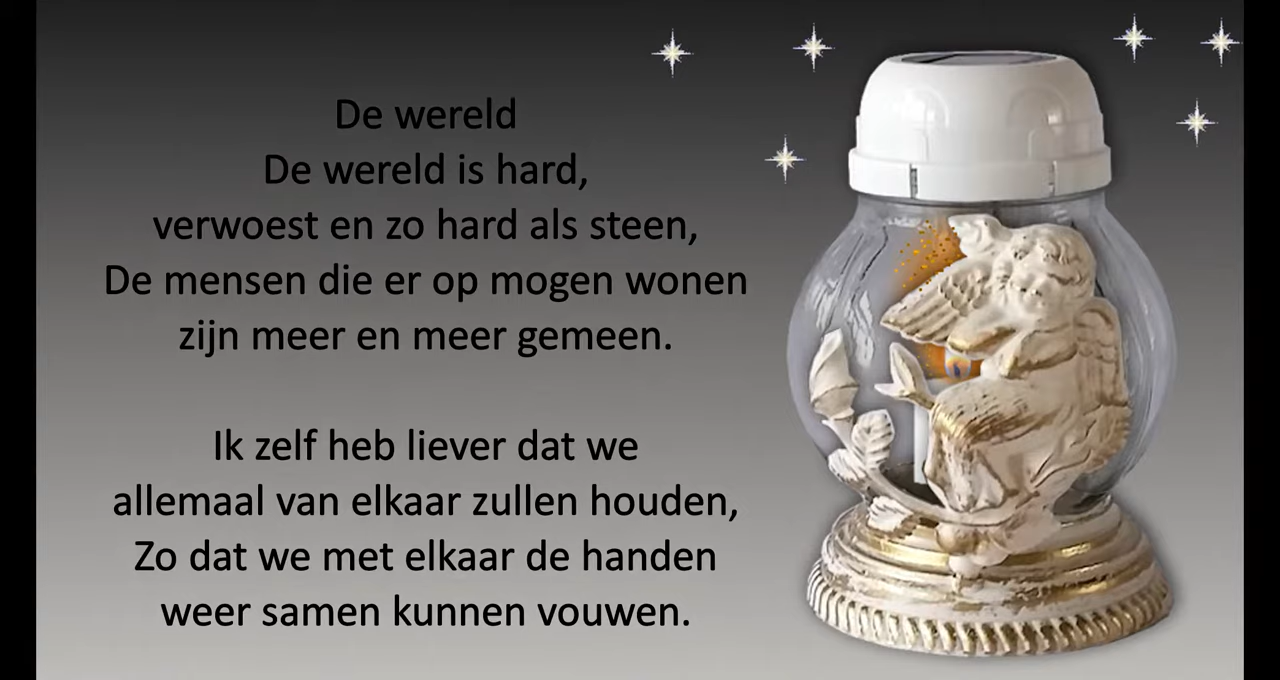 De wereld
De wereld is hard,
verwoest en zo hard als steen,
De mensen die er op mogen wonen
zijn meer en meer gemeen.
Ik zelf heb liever dat we
allemaal van elkaar zullen houden,
Zo dat we met elkaar de handen
weer samen kunnen vouwen.